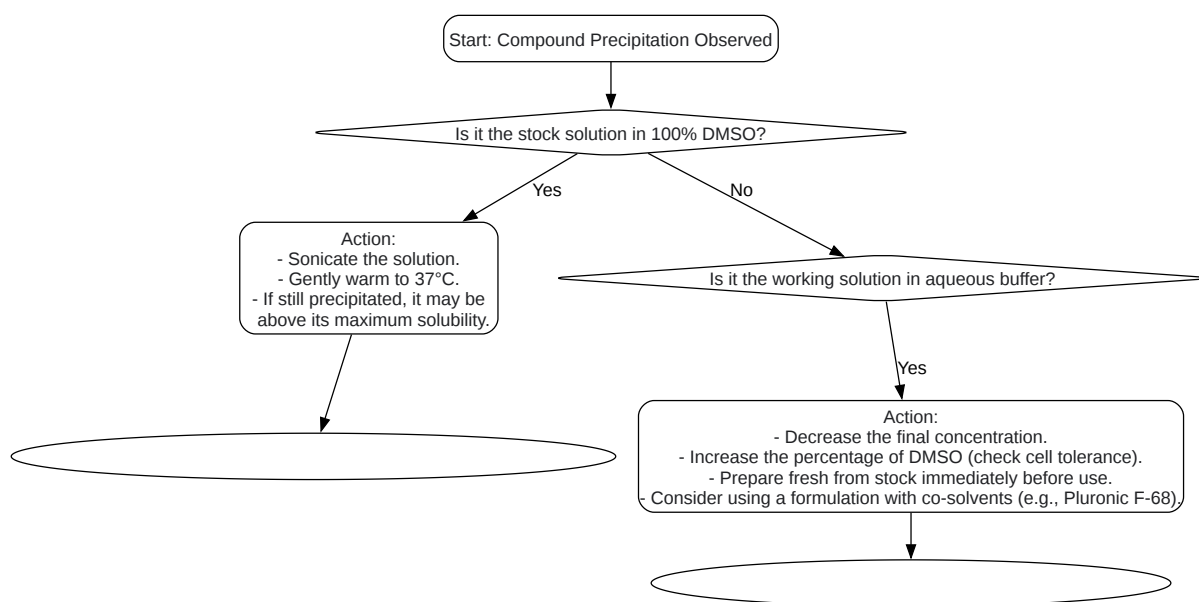 Start: Compound Precipitation Observed
Is it the stock solution in 100% DMSO?
Yes
No
Action:
- Sonicate the solution.
- Gently warm to 37°C.
- If still precipitated, it may be
above its maximum solubility.
Is it the working solution in aqueous buffer?
Yes
Action:
- Decrease the final concentration.
- Increase the percentage of DMSO (check cell tolerance).
- Prepare fresh from stock immediately before use.
- Consider using a formulation with co-solvents (e.g., Pluronic F-68).